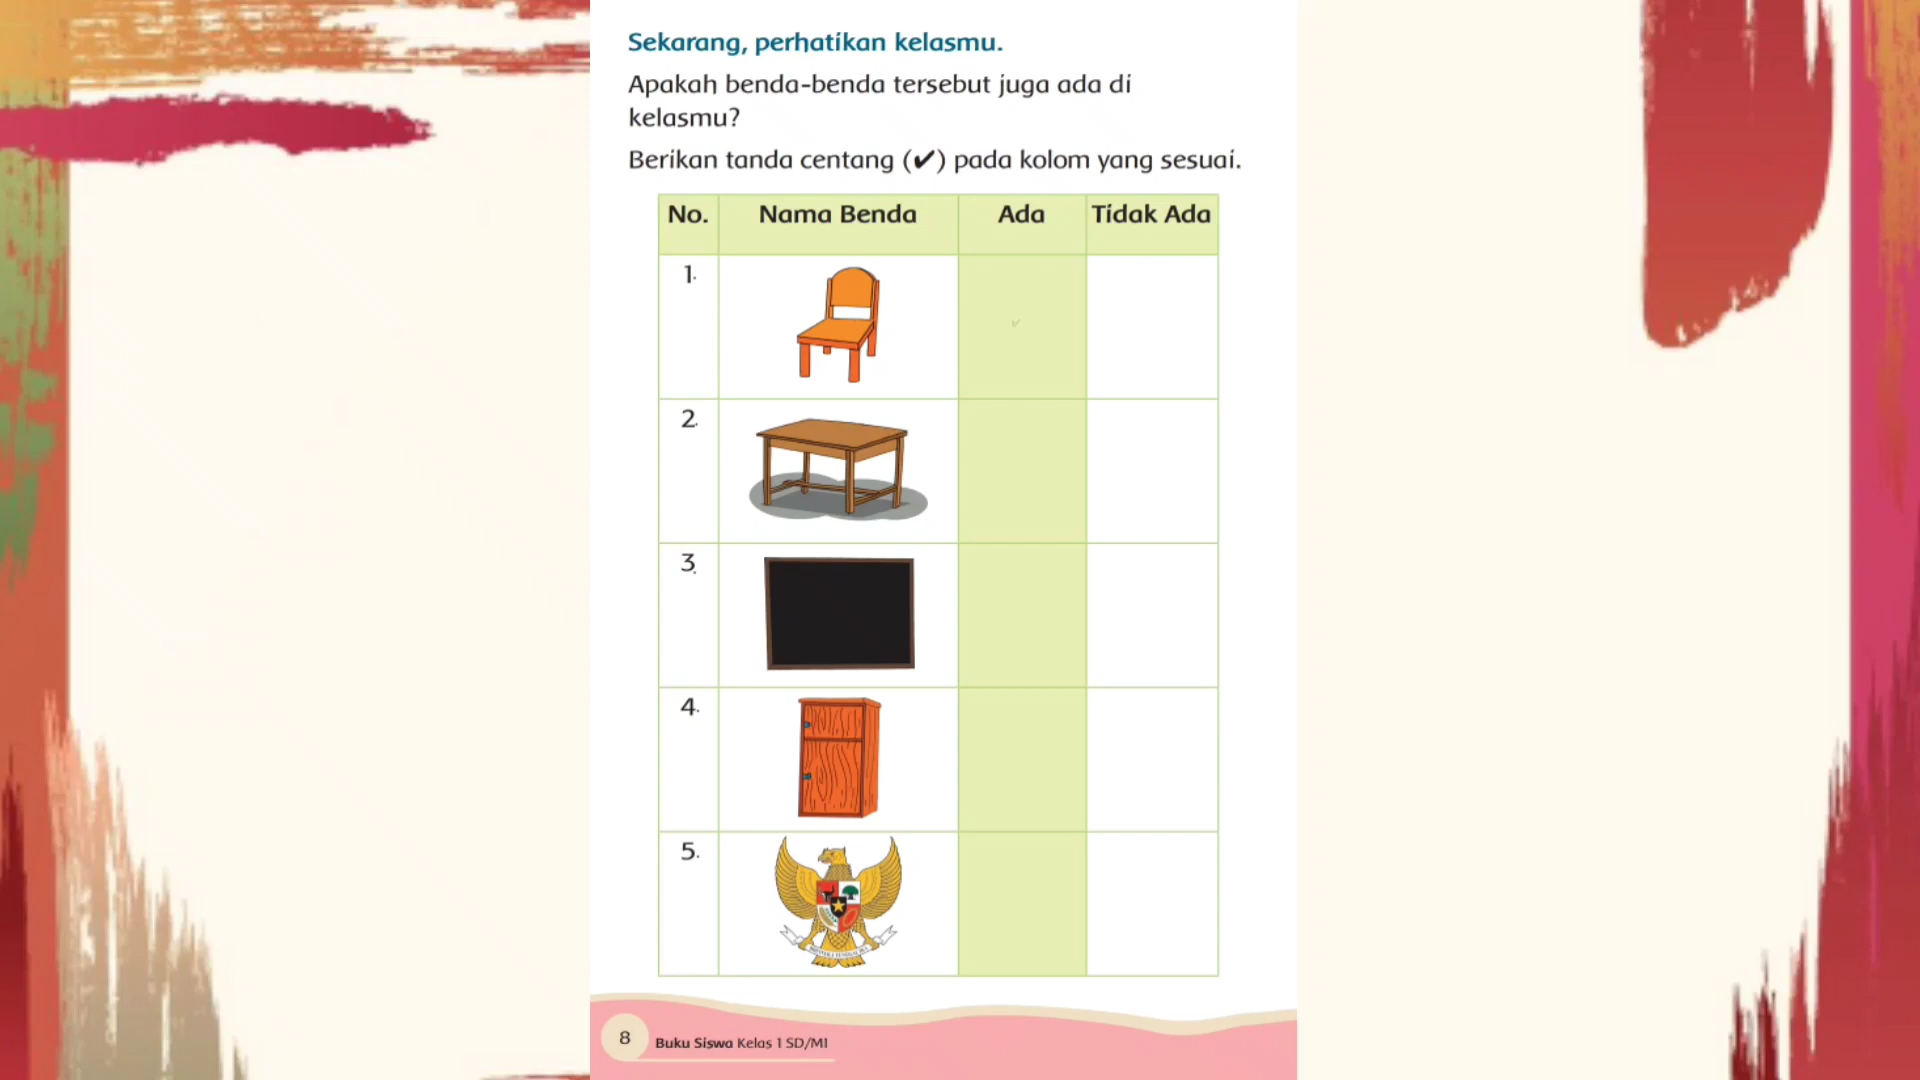 Sekarang, perhatikan kelasmu.
Apakah benda-benda tersebut juga ada di
kelasmu?
Berikan tanda centang (✔) pada kolom yang sesuai.
No. Nama Benda Ada Tidak Ada
1. ✓
2.
3.
4.
5.
8 Buku Siswa Kelas 1 SD/MI